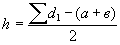 h = (∑d₁ − (a + e)) / 2